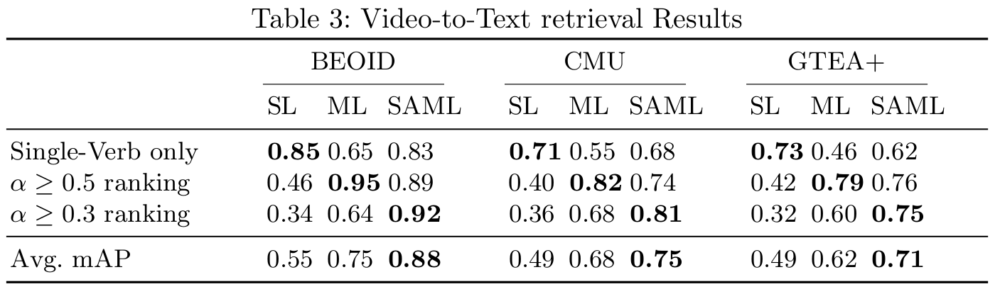 Table 3: Video-to-Text retrieval Results
BEOID CMU GTEA+
SL ML SAML SL ML SAML SL ML SAML
Single-Verb only 0.85 0.65 0.83 0.71 0.55 0.68 0.73 0.46 0.62
α ≥ 0.5 ranking 0.46 0.95 0.89 0.40 0.82 0.74 0.42 0.79 0.76
α ≥ 0.3 ranking 0.34 0.64 0.92 0.36 0.68 0.81 0.32 0.60 0.75
Avg. mAP 0.55 0.75 0.88 0.49 0.68 0.75 0.49 0.62 0.71